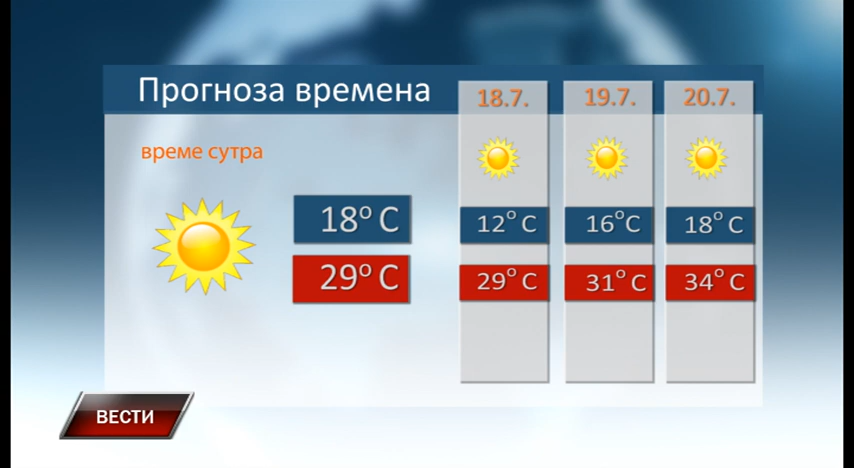 Прогноза времена
време сутра
18° C
29° C
18.7.
12° C
29° C
19.7.
16°C
31° C
20.7.
18° C
34° C
ВЕСТИ